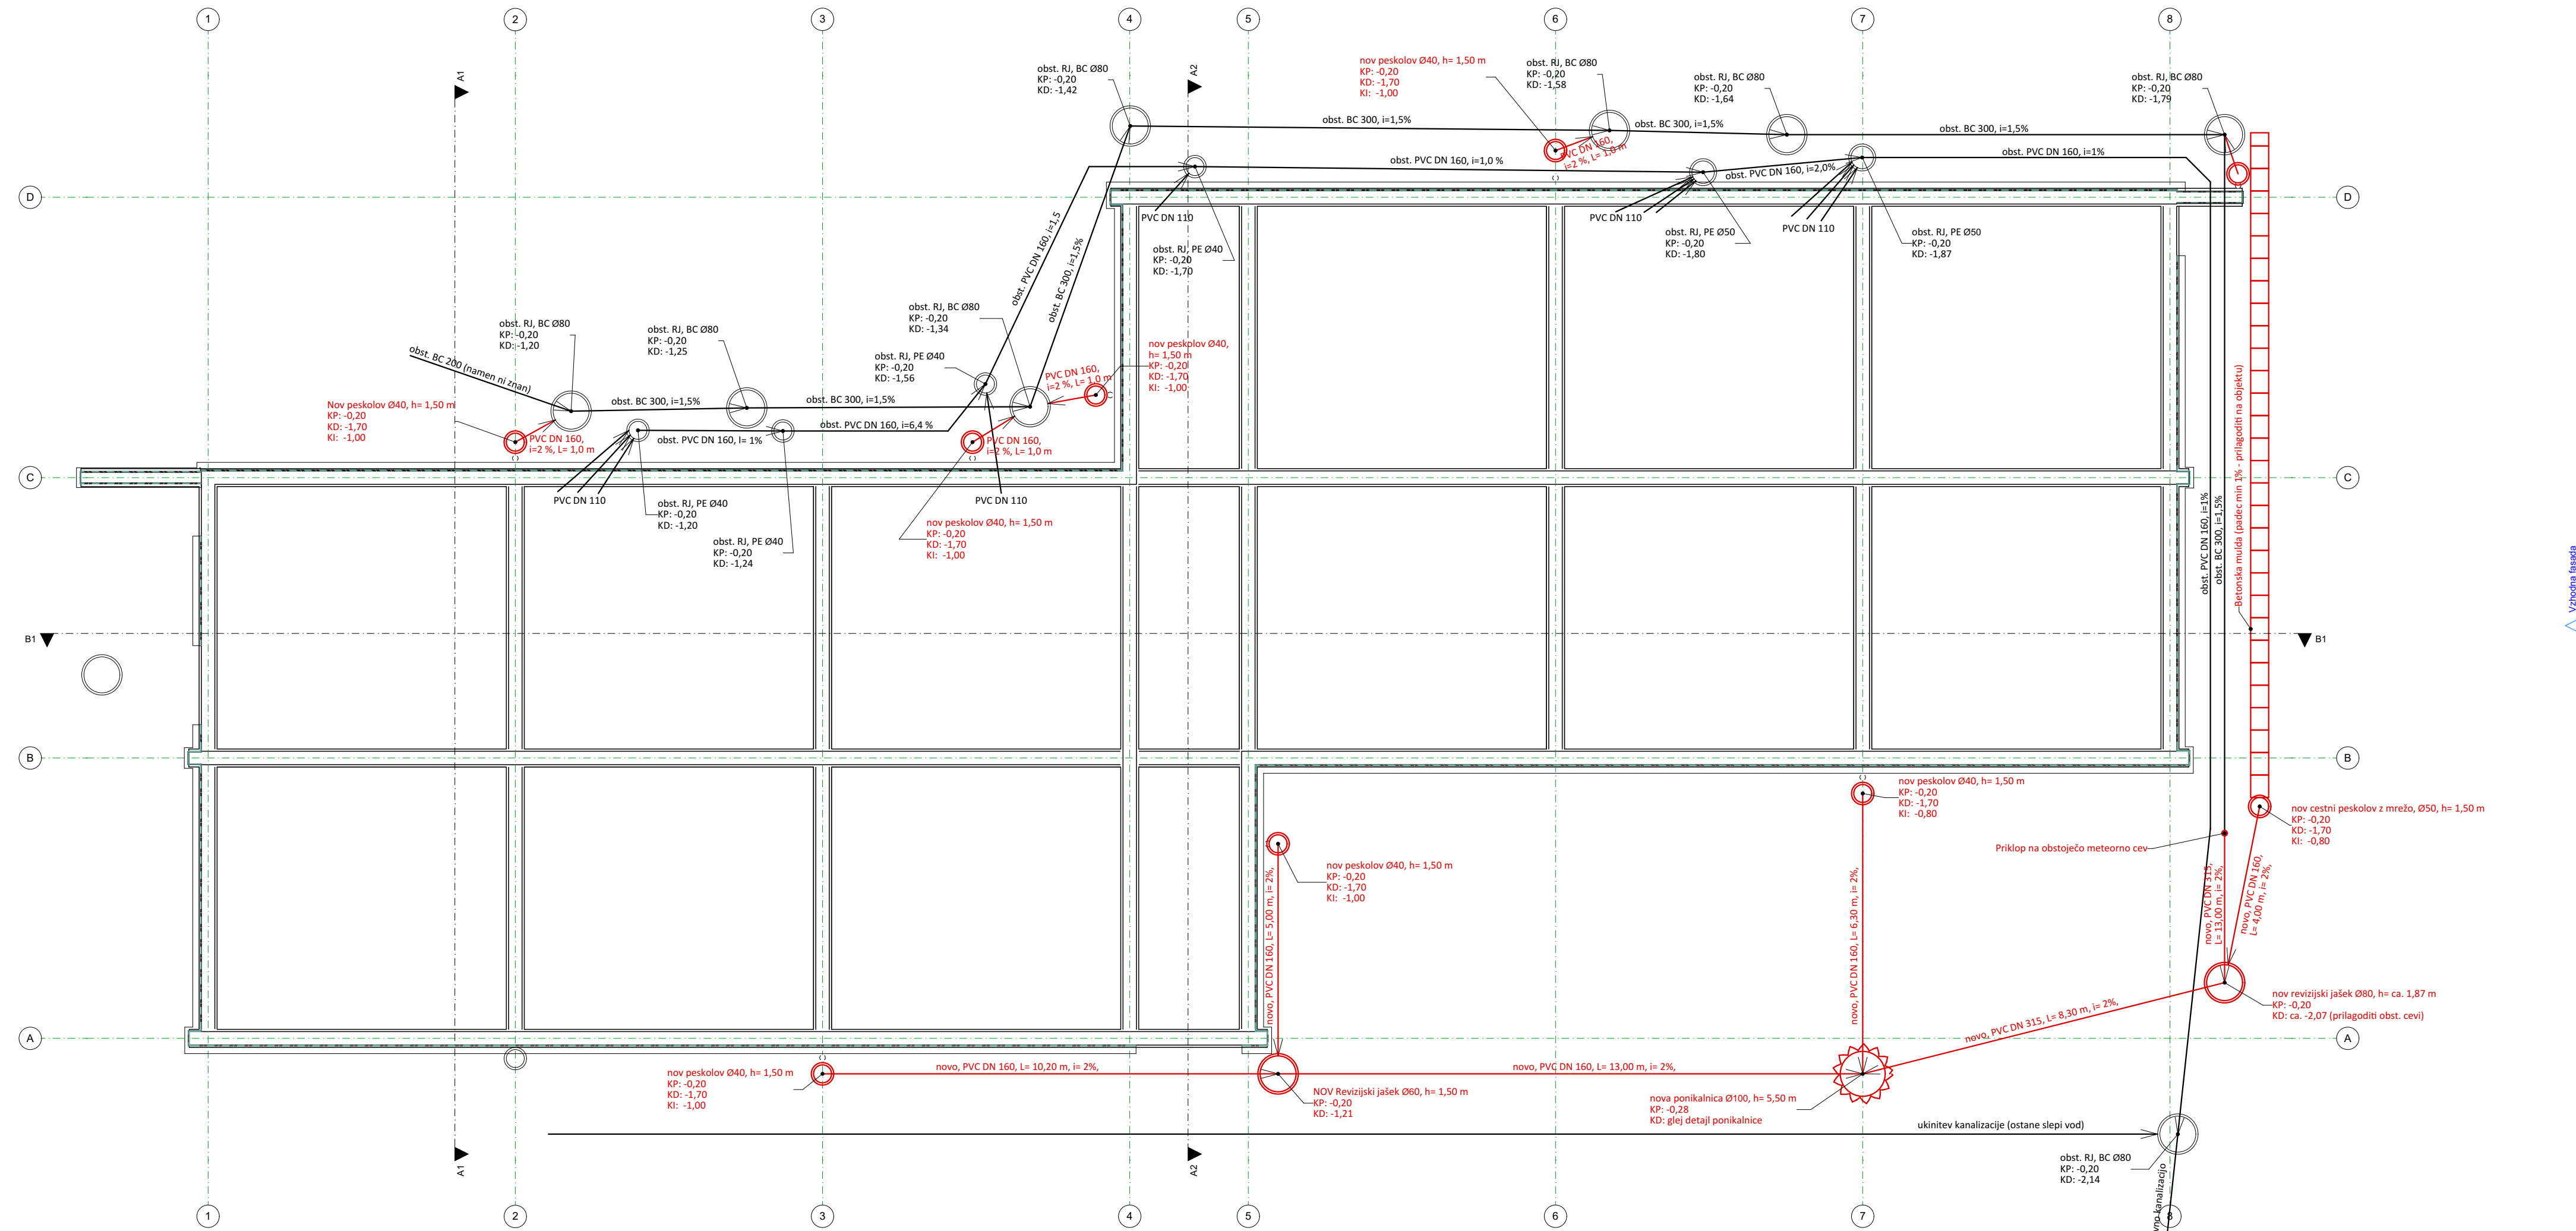 1
2
3
4
5
6
7
8
A1
A2
obst. RJ, BC Ø80
KP: -0,20
KD: -1,42
nov peskolov Ø40, h= 1,50 m
KP: -0,20
KD: -1,70
KI: -1,00
obst. RJ, BC Ø80
KP: -0,20
KD: -1,58
obst. RJ, BC Ø80
KP: -0,20
KD: -1,64
obst. RJ, BC Ø80
KP: -0,20
KD: -1,79
obst. BC 300, i=1,5%
obst. BC 300, i=1,5%
obst. BC 300, i=1,5%
PVC DN 160,
i=2 %, L= 1,0 m
obst. PVC DN 160, i=1,0 %
obst. PVC DN 160, i=2,0%
obst. PVC DN 160, i=1%
D
D
PVC DN 110
PVC DN 110
PVC DN 110
obst. RJ, PE Ø40
KP: -0,20
KD: -1,70
obst. RJ, PE Ø50
KP: -0,20
KD: -1,80
obst. RJ, PE Ø50
KP: -0,20
KD: -1,87
obst. PVC DN 160, i=1,5
obst. BC 300, i=1,5%
obst. RJ, BC Ø80
KP: -0,20
KD: -1,20
obst. RJ, BC Ø80
KP: -0,20
KD: -1,25
obst. RJ, BC Ø80
KP: -0,20
KD: -1,34
obst. RJ, PE Ø40
KP: -0,20
KD: -1,56
nov peskolov Ø40,
h= 1,50 m
KP: -0,20
KD: -1,70
KI: -1,00
PVC DN 160,
i=2 %, L= 1,0 m
obst. BC 200 (namen ni znan)
Nov peskolov Ø40, h= 1,50 m
KP: -0,20
KD: -1,70
KI: -1,00
obst. BC 300, i=1,5%
obst. BC 300, i=1,5%
PVC DN 160,
i=2 %, L= 1,0 m
obst. PVC DN 160, I= 1%
obst. PVC DN 160, i=6,4 %
PVC DN 160,
i=2 %, L= 1,0 m
C
C
PVC DN 110
PVC DN 110
obst. RJ, PE Ø40
KP: -0,20
KD: -1,20
obst. RJ, PE Ø40
KP: -0,20
KD: -1,24
nov peskolov Ø40, h= 1,50 m
KP: -0,20
KD: -1,70
KI: -1,00
obst. PVC DN 160, i=1%
obst. BC 300, i=1,5%
Betonska mulda (padec min 1% - prilagoditi na objektu)
Vzhodna fasada
B1
B1
B
B
nov peskolov Ø40, h= 1,50 m
KP: -0,20
KD: -1,70
KI: -0,80
nov cestni peskolov z mrežo, Ø50, h= 1,50 m
KP: -0,20
KD: -1,70
KI: -0,80
Priklop na obstoječo meteorno cev
nov peskolov Ø40, h= 1,50 m
KP: -0,20
KD: -1,70
KI: -1,00
novo, PVC DN 160, L= 5,00 m, i= 2%,
novo, PVC DN 160, L= 6,30 m, i= 2%,
novo, PVC DN 315,
L= 13,00 m, i= 2%,
novo, PVC DN 160,
L= 4,00 m, i= 2%,
nov revizijski jašek Ø80, h= ca. 1,87 m
KP: -0,20
KD: ca. -2,07 (prilagoditi obst. cevi)
novo, PVC DN 315, L= 8,30 m, i= 2%,
A
A
nov peskolov Ø40, h= 1,50 m
KP: -0,20
KD: -1,70
KI: -1,00
novo, PVC DN 160, L= 10,20 m, i= 2%,
novo, PVC DN 160, L= 13,00 m, i= 2%,
NOV Revizijski jašek Ø60, h= 1,50 m
KP: -0,20
KD: -1,21
nova ponikalnica Ø100, h= 5,50 m
KP: -0,28
KD: glej detajl ponikalnice
ukinitev kanalizacije (ostane slepi vod)
obst. RJ, BC Ø80
KP: -0,20
KD: -2,14
A1
A2
1
2
3
4
5
6
7
8